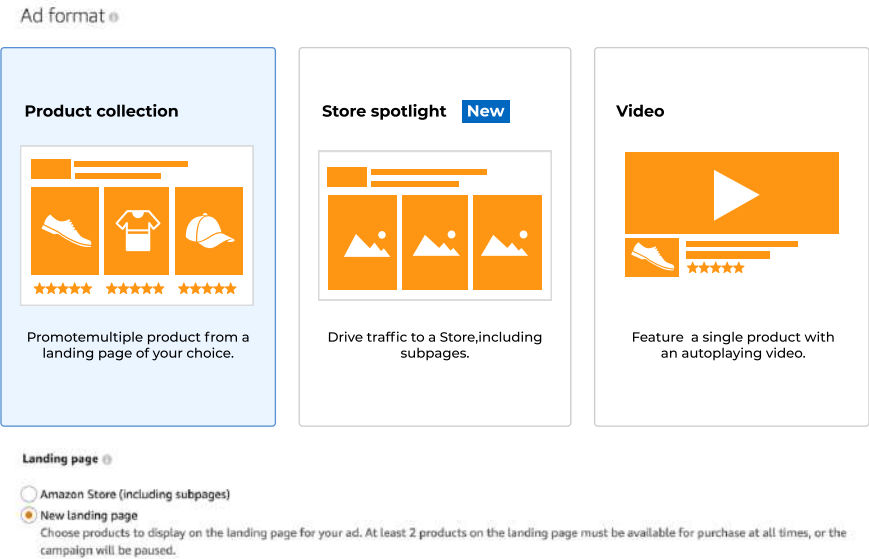 Ad format
Product collection
Store spotlight New
Video
Promotemultiple product from a
landing page of your choice.
Drive traffic to a Store,including
subpages.
Feature a single product with
an autoplaying video.
Landing page
Amazon Store (including subpages)
New landing page
Choose products to display on the landing page for your ad. At least 2 products on the landing page must be available for purchase at all times, or the
campaign will be paused.